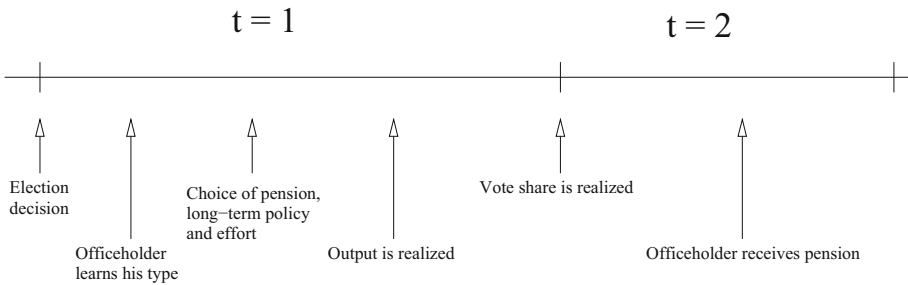 t = 1
t = 2
Election
decision
Officeholder
learns his type
Choice of pension,
long−term policy
and effort
Output is realized
Vote share is realized
Officeholder receives pension